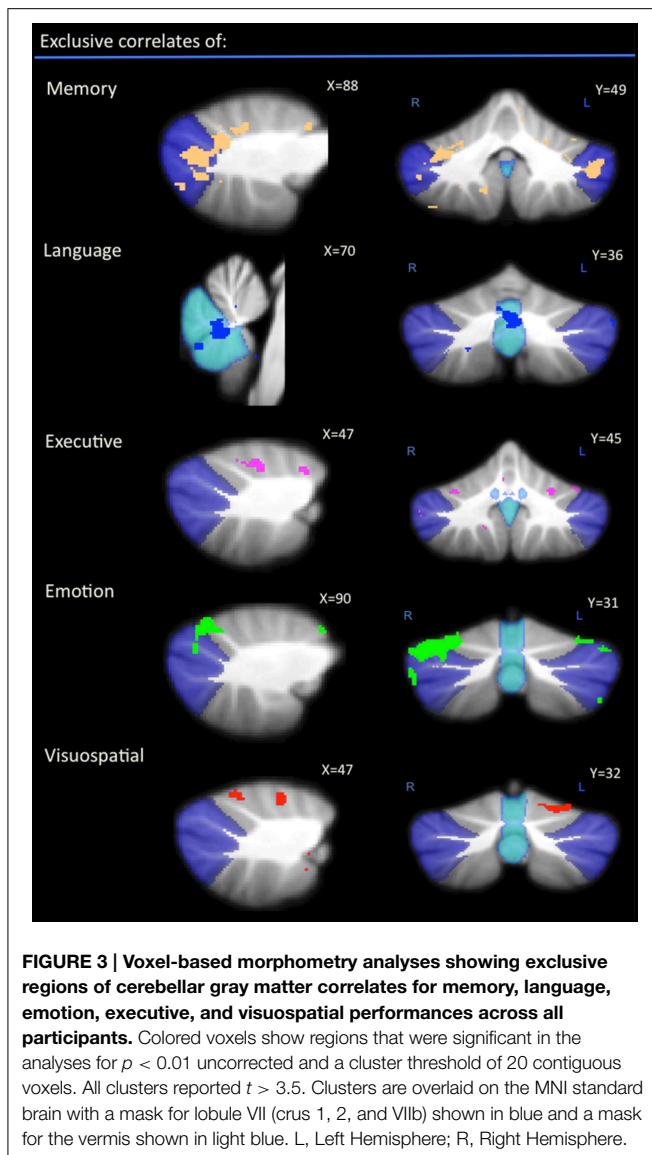 Exclusive correlates of:
Memory
X=88
Y=49
R
L
Language
X=70
Y=36
R
L
Executive
X=47
Y=45
R
L
Emotion
X=90
Y=31
R
L
Visuospatial
X=47
Y=32
R
L
FIGURE 3 | Voxel-based morphometry analyses showing exclusive
regions of cerebellar gray matter correlates for memory, language,
emotion, executive, and visuospatial performances across all
participants. Colored voxels show regions that were significant in the
analyses for p < 0.01 uncorrected and a cluster threshold of 20 contiguous
voxels. All clusters reported t > 3.5. Clusters are overlaid on the MNI standard
brain with a mask for lobule VII (crus 1, 2, and VIIb) shown in blue and a mask
for the vermis shown in light blue. L, Left Hemisphere; R, Right Hemisphere.